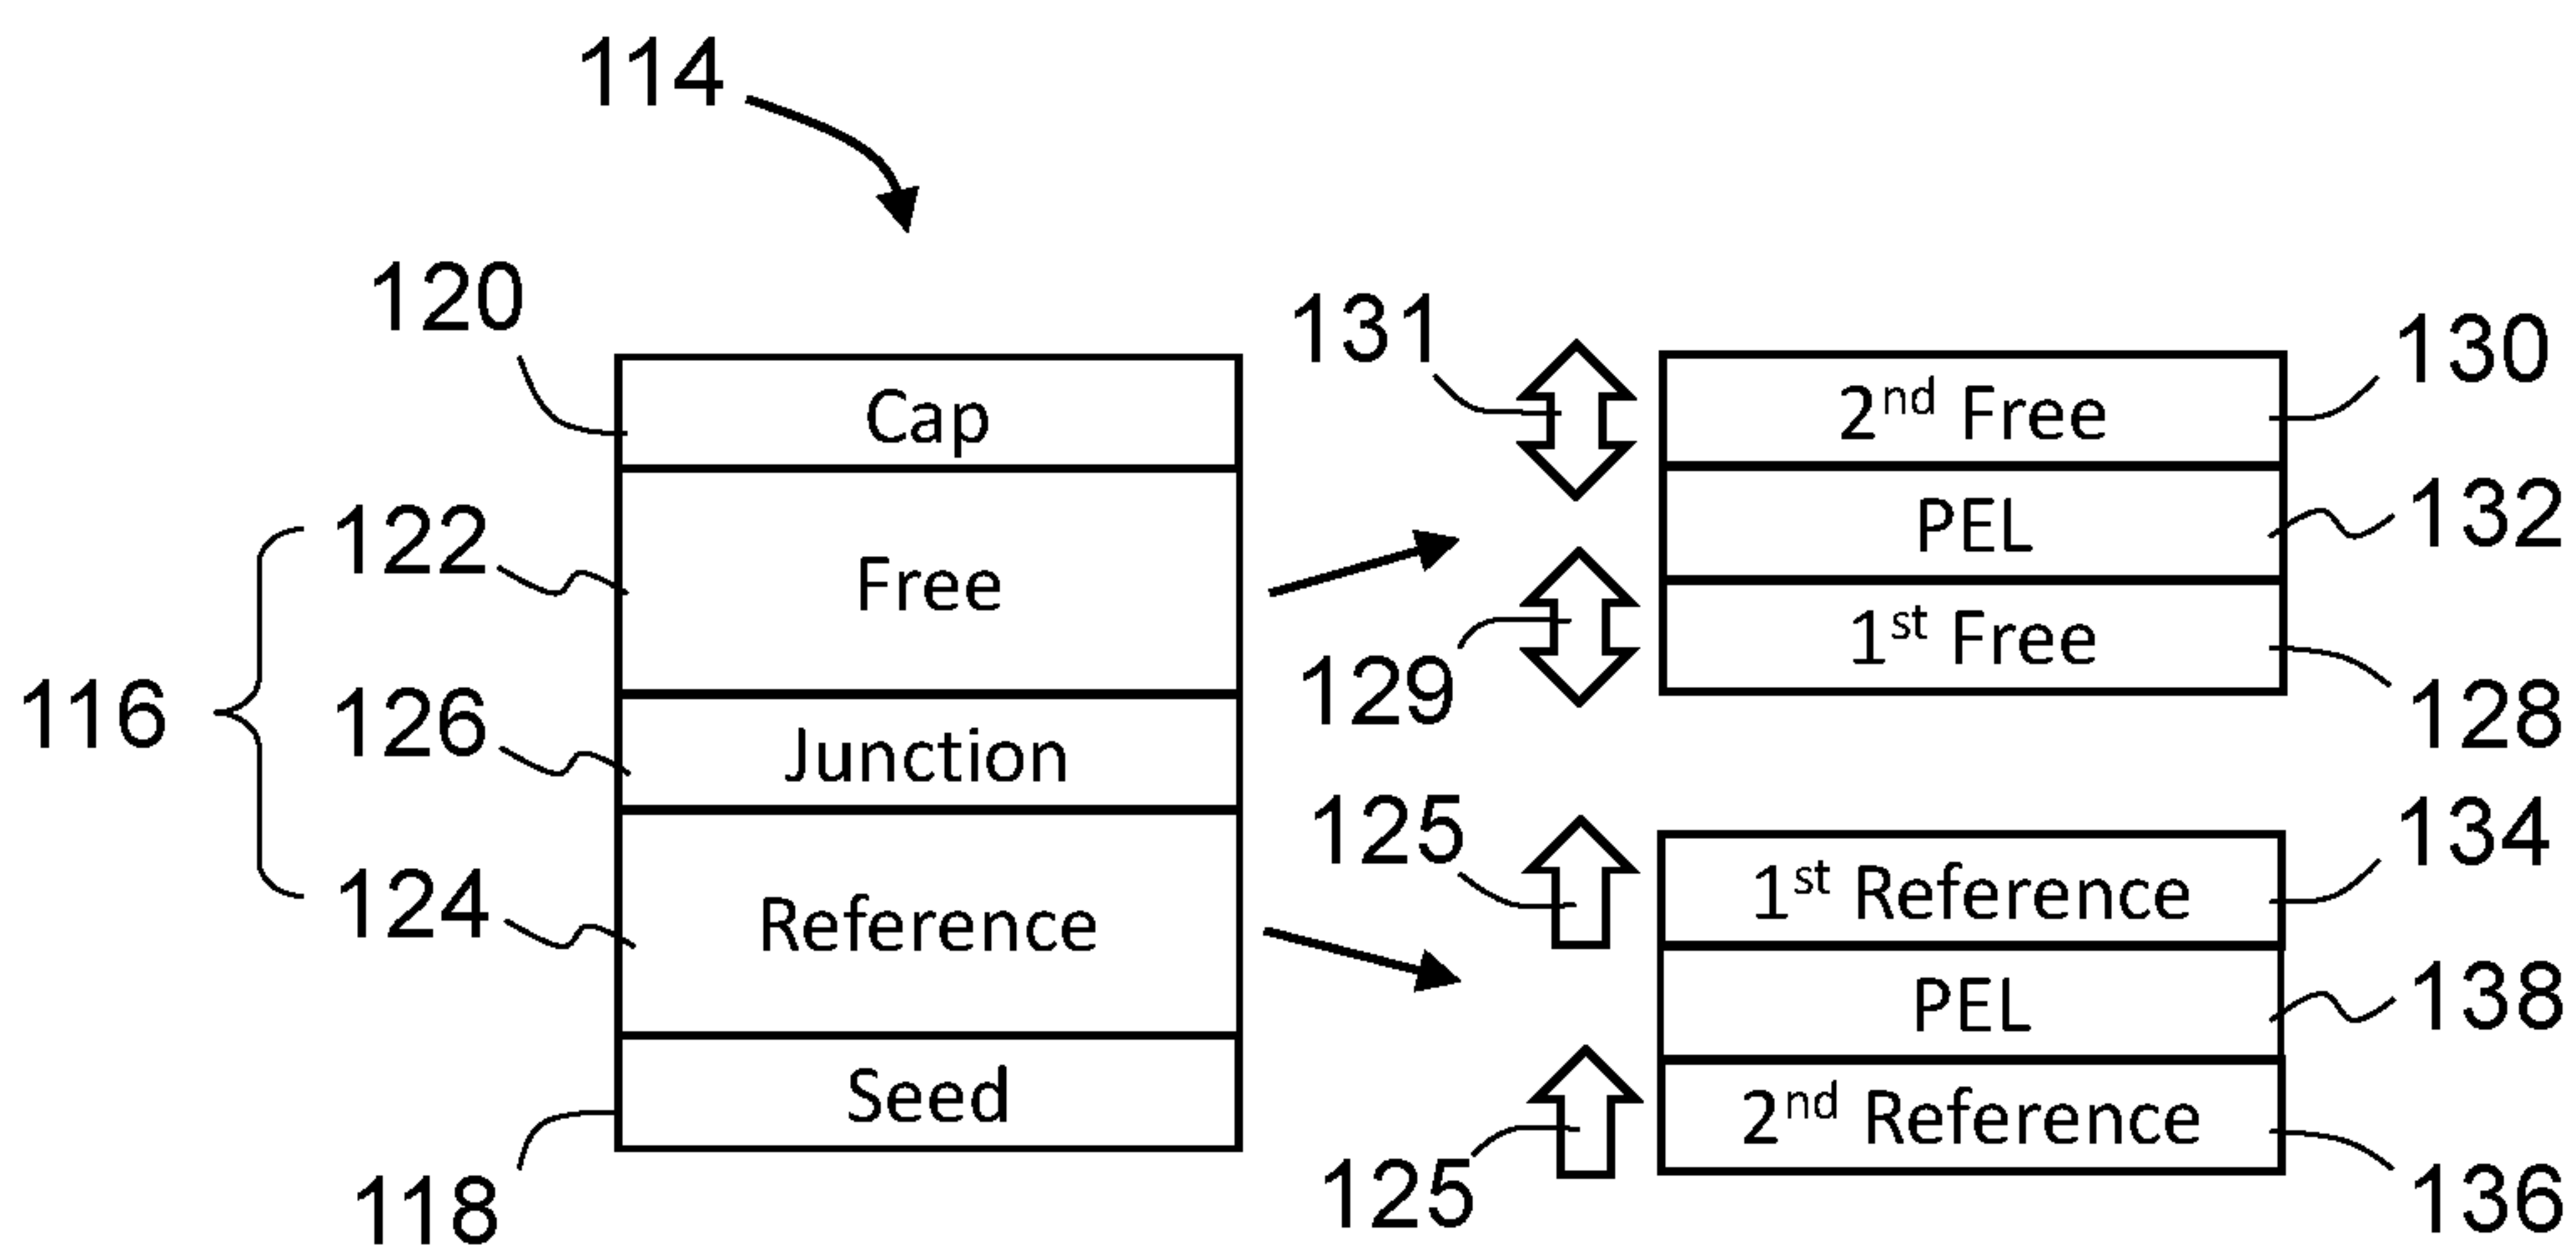 114
120
Cap
131
2nd Free
130
122
Free
PEL
132
129
1st Free
128
116
126
Junction
125
1st Reference
134
124
Reference
PEL
138
Seed
118
125
2nd Reference
136